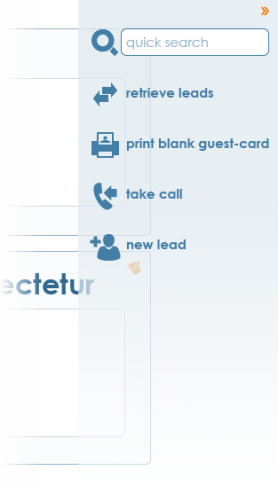 quick search
retrieve leads
print blank guest-card
take call
new lead
ectetur